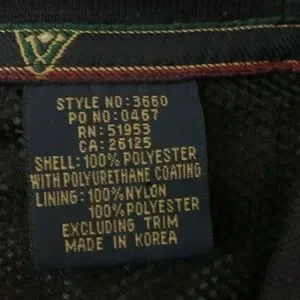 STYLE NO:3660
PO NO:0467
RN: 51953
CA: 26125
SHELL: 100% POLYESTER
WITH POLYURETHANE COATING
LINING: 100%NYLON
100%POLYESTER
EXCLUDING TRIM
MADE IN KOREA